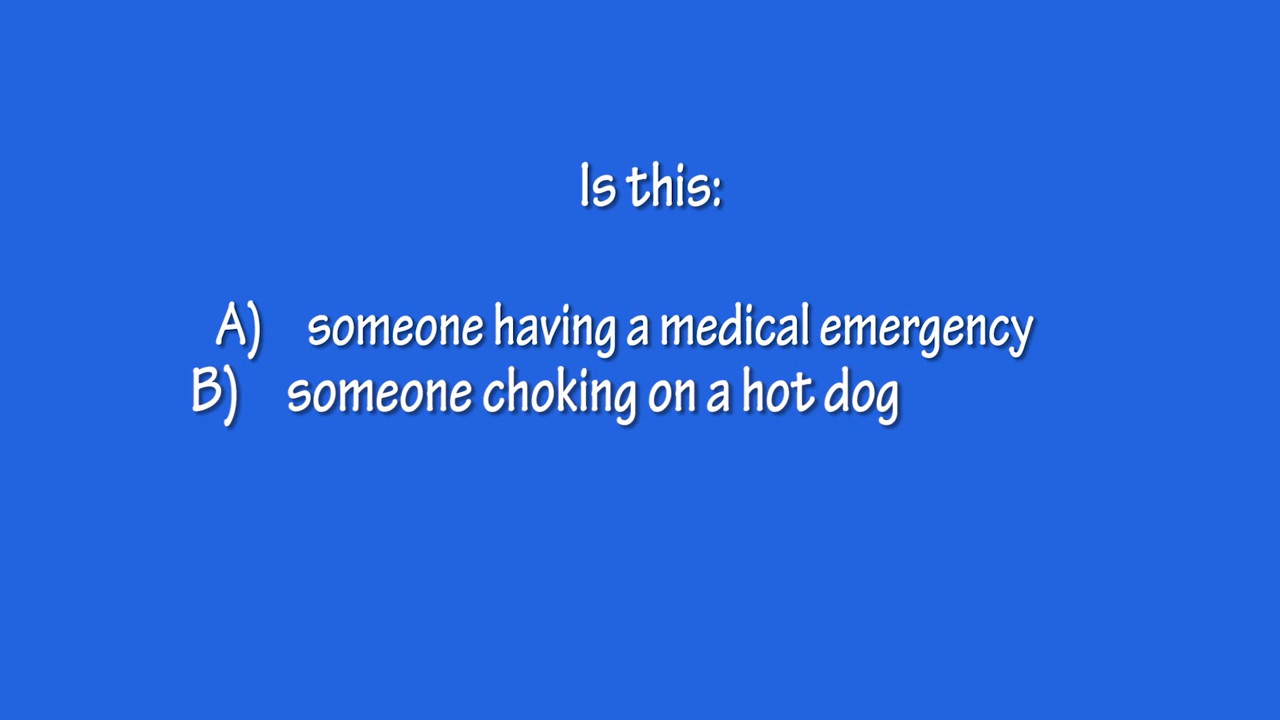 Is this:
A) someone having a medical emergency
B) someone choking on a hot dog